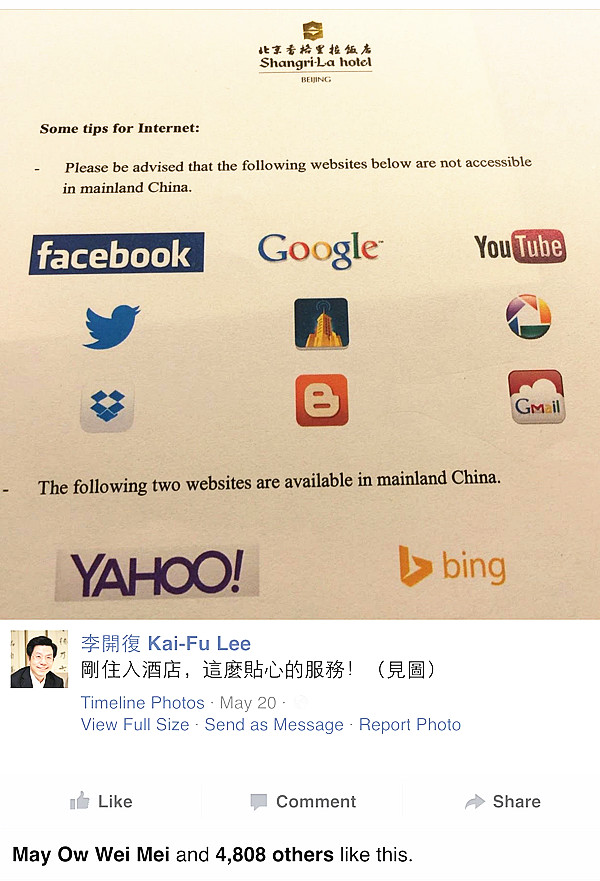 北京香格里拉饭店
Shangri-La hotel
BEIJING
Some tips for Internet:
- Please be advised that the following websites below are not accessible
in mainland China.
facebook Google™ YouTube
Gmail
- The following two websites are available in mainland China.
YAHOO! bing
李開復 Kai-Fu Lee
剛住入酒店，這麼貼心的服務！（見圖）
Timeline Photos · May 20 ·
View Full Size · Send as Message · Report Photo
Like Comment Share
May Ow Wei Mei and 4,808 others like this.